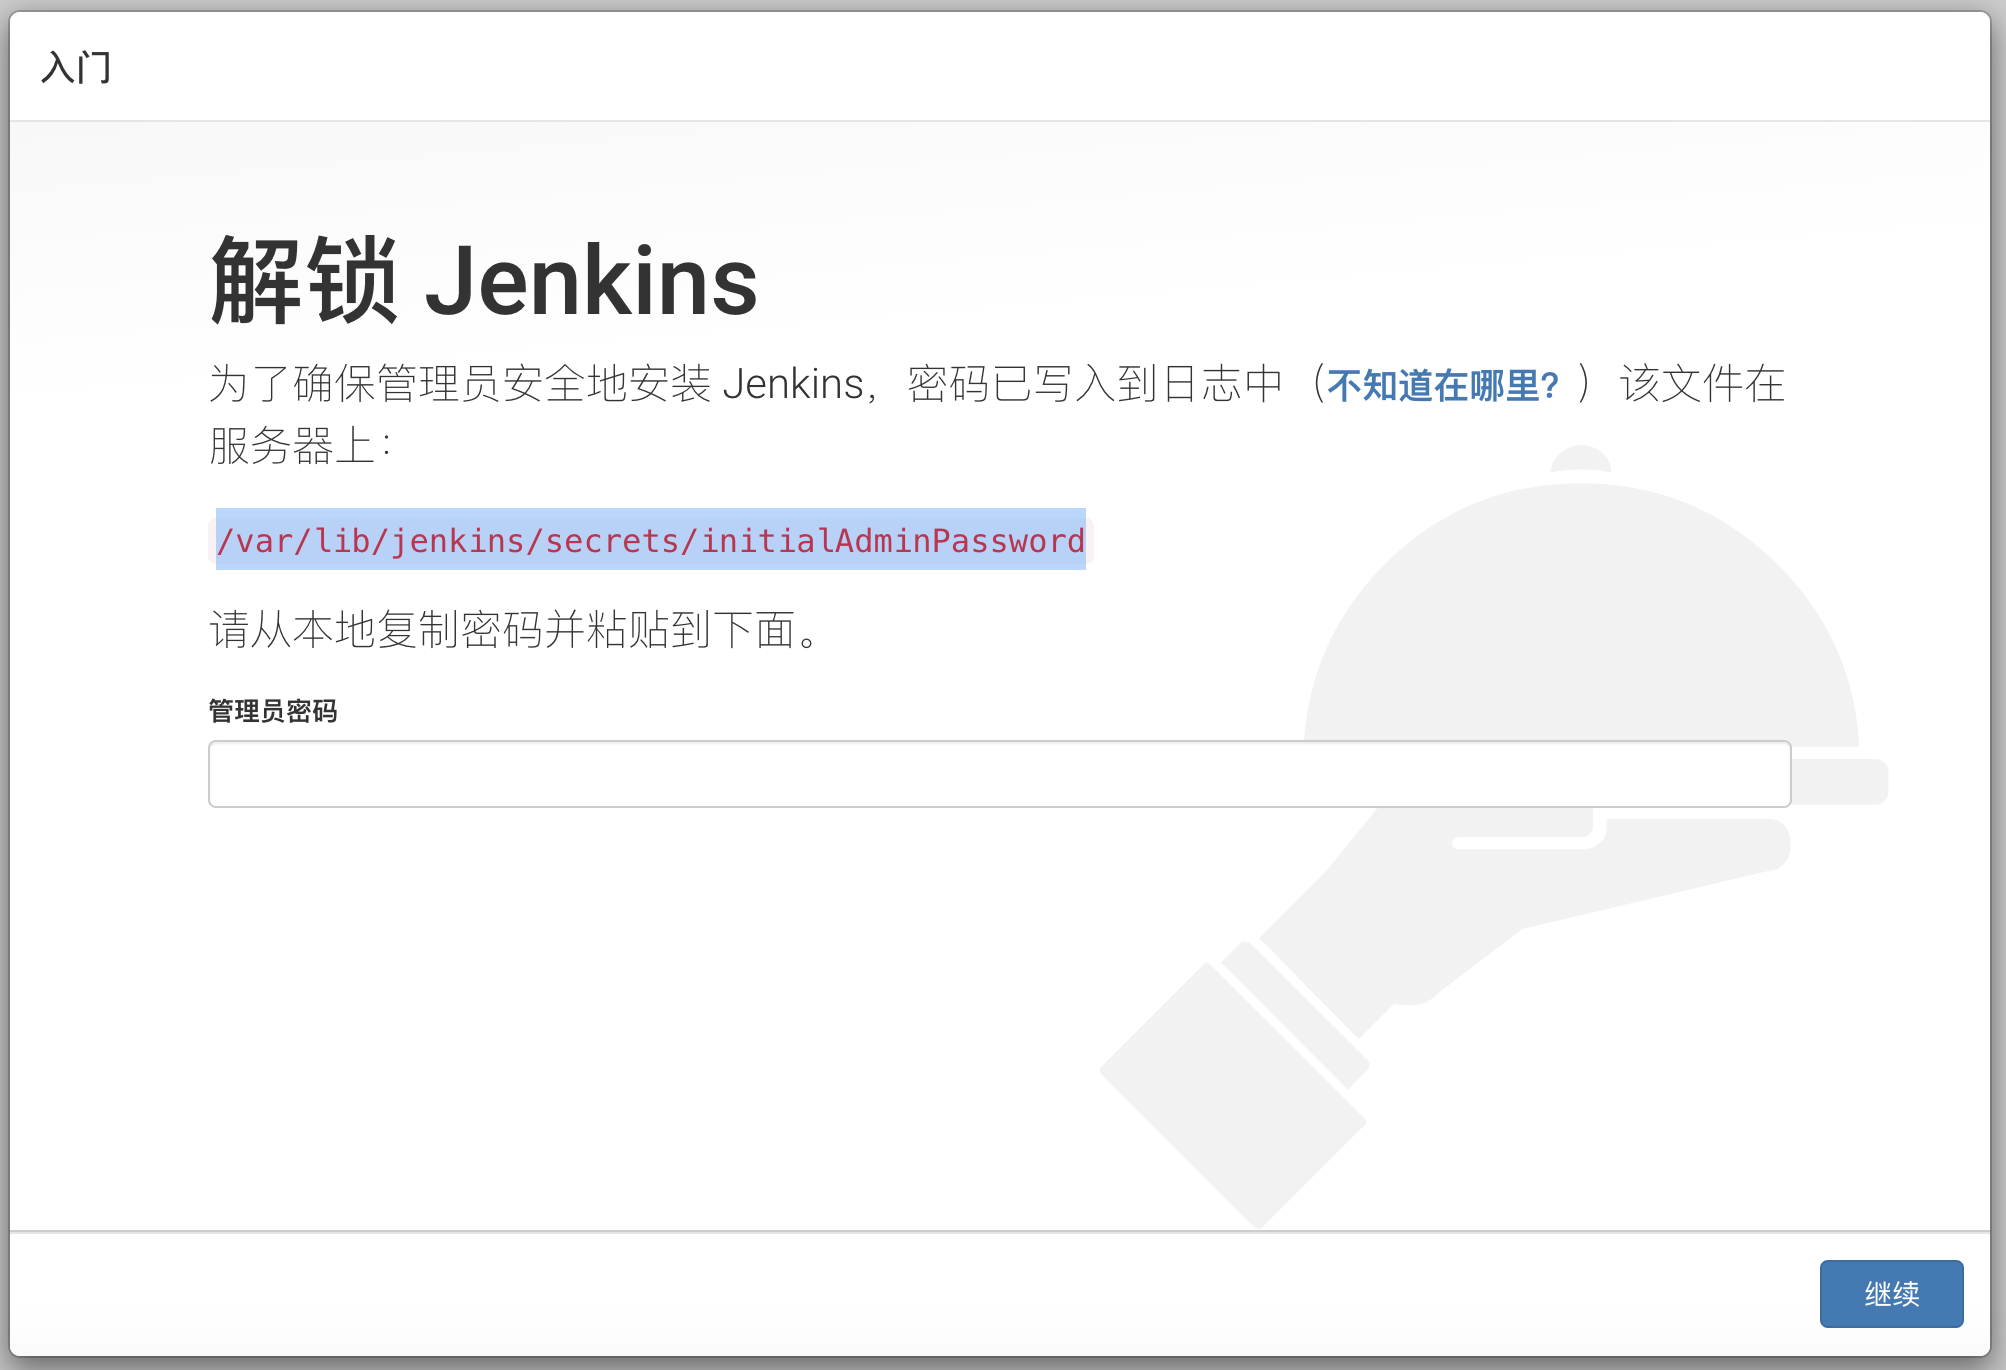 入门
解锁 Jenkins
为了确保管理员安全地安装 Jenkins，密码已写入到日志中（不知道在哪里？）该文件在
服务器上：
/var/lib/jenkins/secrets/initialAdminPassword
请从本地复制密码并粘贴到下面。
管理员密码
继续